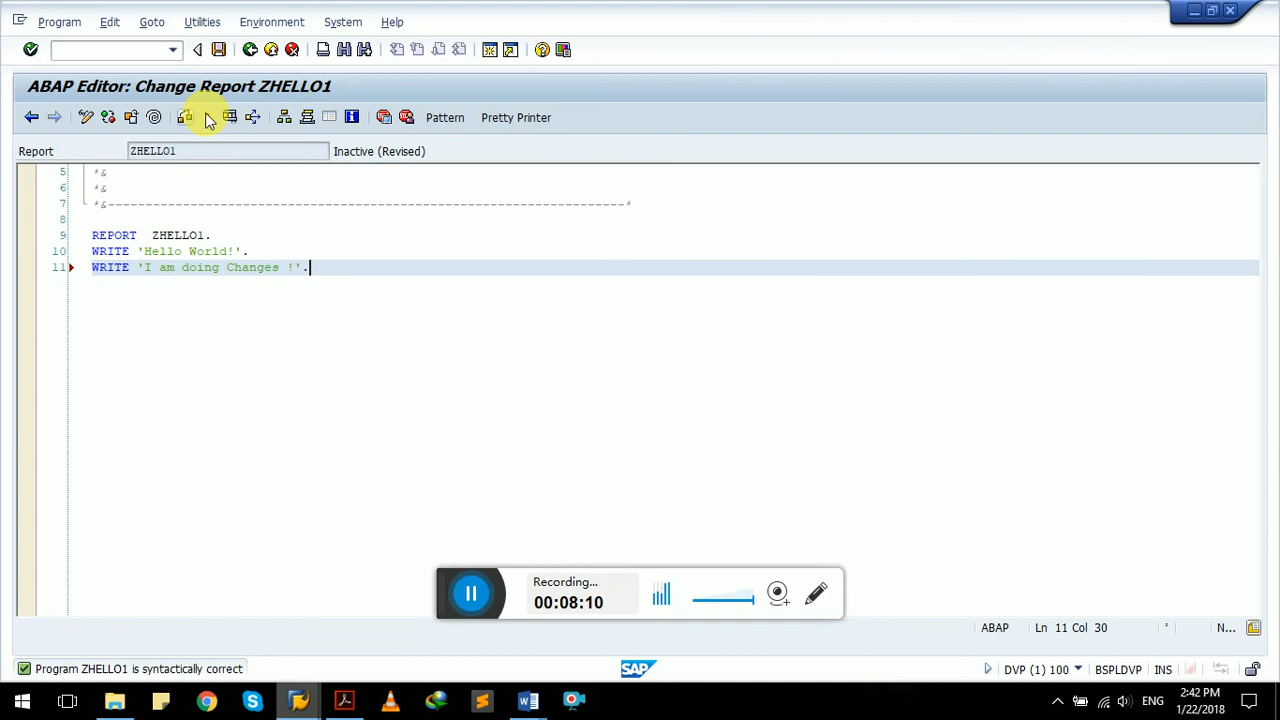 Program Edit Goto Utilities Environment System Help
ABAP Editor: Change Report ZHELLO1
Pattern Pretty Printer
Report ZHELLO1 Inactive (Revised)
5 *&
6 *&
7 *&---------------------------------------------------------------------*
8
9 REPORT ZHELLO1.
10 WRITE 'Hello World!'.
11 WRITE 'I am doing Changes !'.
Recording...
00:08:10
ABAP Ln 11 Col 30 * N...
Program ZHELLO1 is syntactically correct SAP DVP (1) 100 BSPLDVP INS
ENG 2:42 PM
1/22/2018